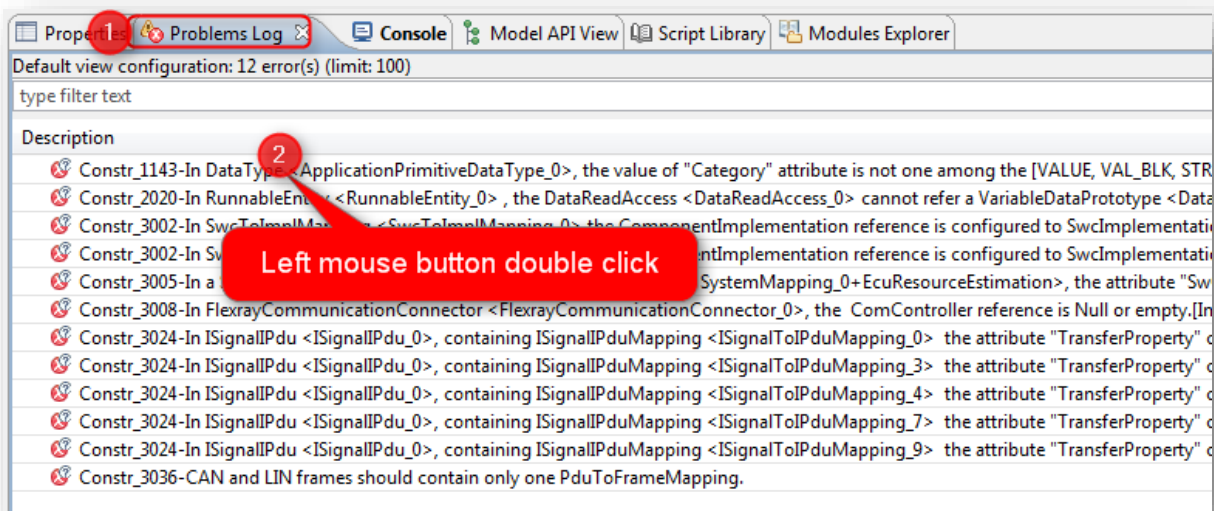 Properties Problems Log Console Model API View Script Library Modules Explorer
1
Default view configuration: 12 error(s) (limit: 100)
type filter text
Description
2
Constr_1143-In DataType <ApplicationPrimitiveDataType_0>, the value of "Category" attribute is not one among the [VALUE, VAL_BLK, STR
Constr_2020-In RunnableEntity <RunnableEntity_0> , the DataReadAccess <DataReadAccess_0> cannot refer a VariableDataPrototype <Data
Constr_3002-In SwcToImplMapping <SwcToImplMapping_0> the ComponentImplementation reference is configured to SwcImplementati
Constr_3002-In Sw entImplementation reference is configured to SwcImplementati
Left mouse button double click
Constr_3005-In a SystemMapping_0+EcuResourceEstimation>, the attribute "Sw
Constr_3008-In FlexrayCommunicationConnector <FlexrayCommunicationConnector_0>, the ComController reference is Null or empty.[In
Constr_3024-In ISignalIPdu <ISignalIPdu_0>, containing ISignalIPduMapping <ISignalToIPduMapping_0> the attribute "TransferProperty" o
Constr_3024-In ISignalIPdu <ISignalIPdu_0>, containing ISignalIPduMapping <ISignalToIPduMapping_3> the attribute "TransferProperty" o
Constr_3024-In ISignalIPdu <ISignalIPdu_0>, containing ISignalIPduMapping <ISignalToIPduMapping_4> the attribute "TransferProperty" o
Constr_3024-In ISignalIPdu <ISignalIPdu_0>, containing ISignalIPduMapping <ISignalToIPduMapping_7> the attribute "TransferProperty" o
Constr_3024-In ISignalIPdu <ISignalIPdu_0>, containing ISignalIPduMapping <ISignalToIPduMapping_9> the attribute "TransferProperty" o
Constr_3036-CAN and LIN frames should contain only one PduToFrameMapping.